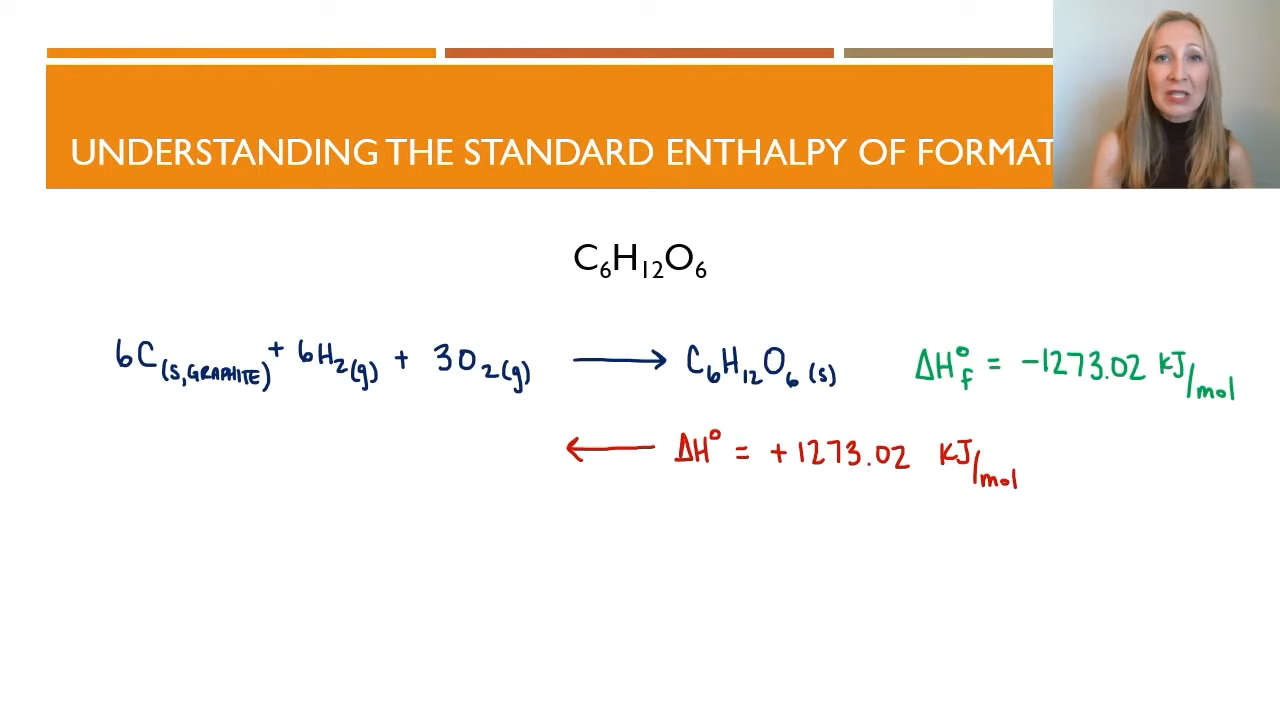 UNDERSTANDING THE STANDARD ENTHALPY OF FORMAT
C₆H₁₂O₆
6C(s,GRAPHITE) + 6H₂(g) + 3O₂(g) ⟶ C₆H₁₂O₆(s) ΔH°f = -1273.02 kJ/mol
⟵ ΔH° = +1273.02 kJ/mol